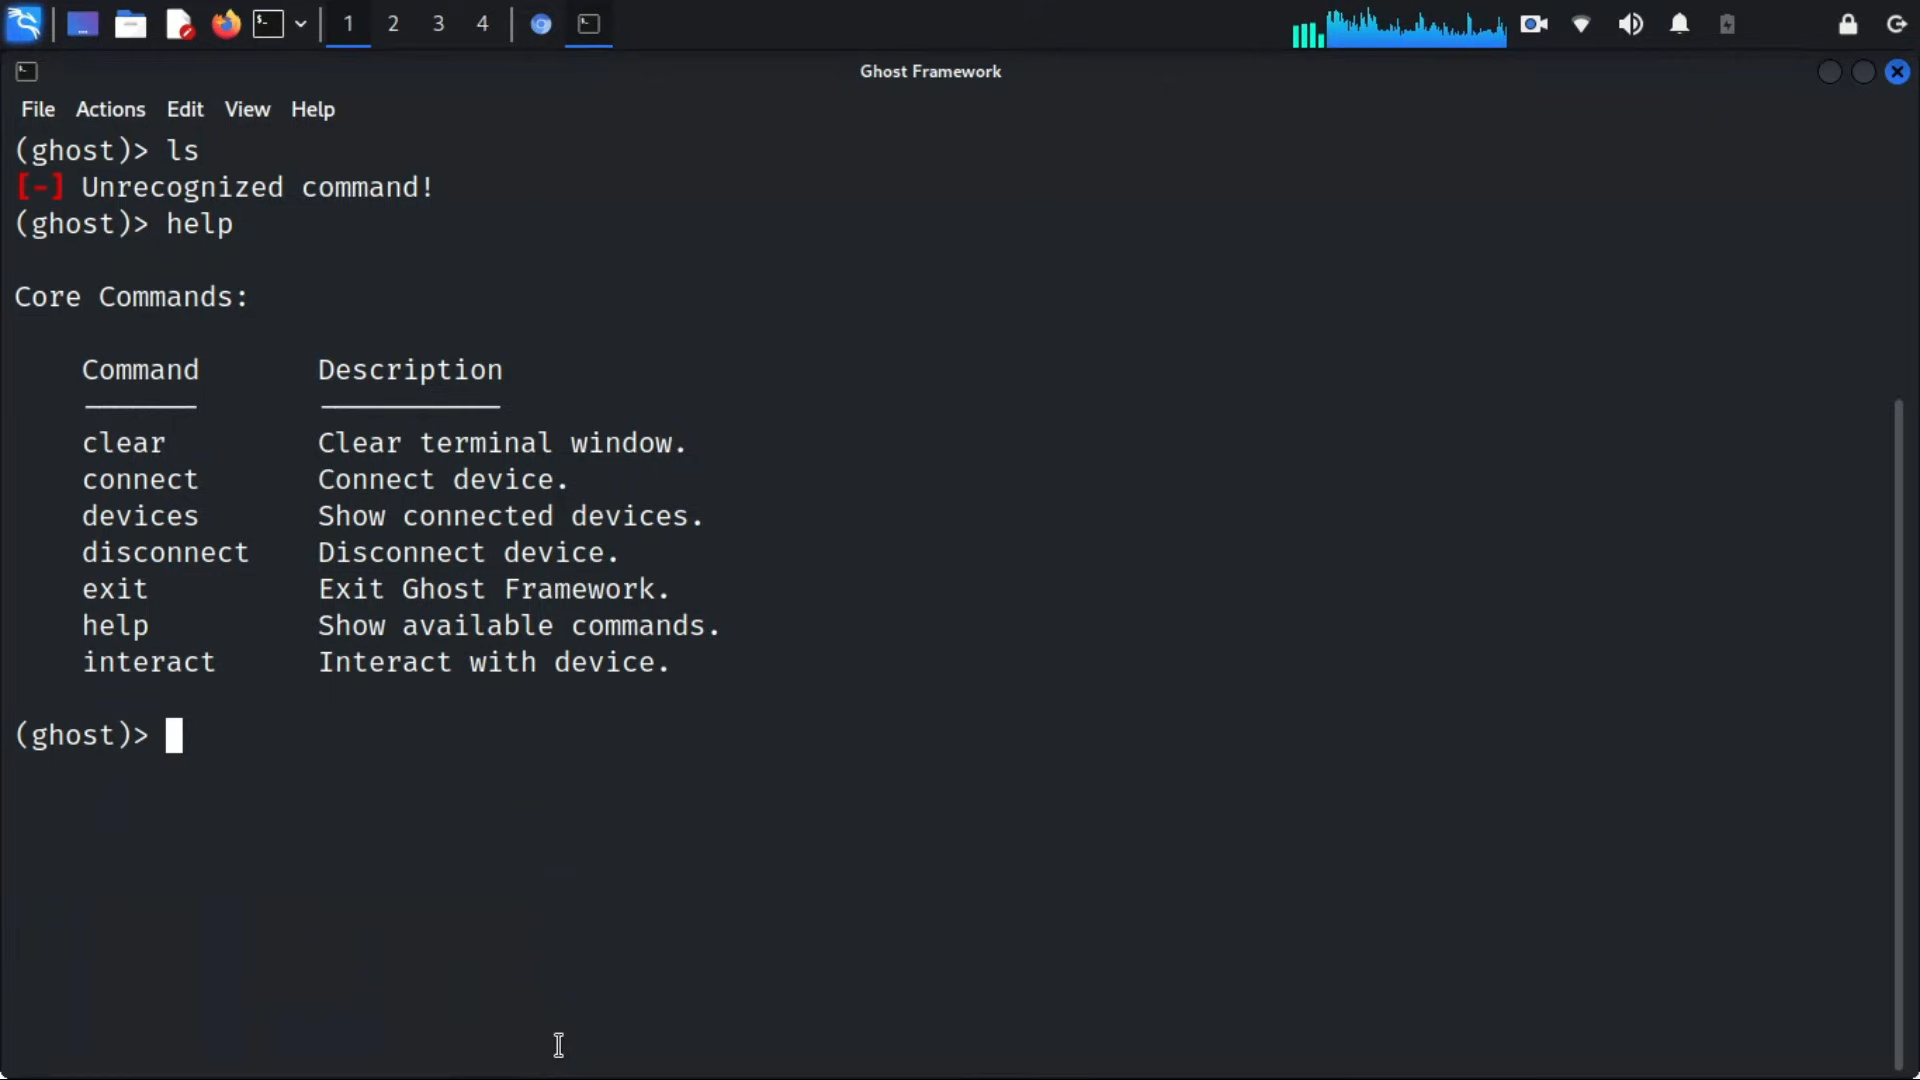 1 2 3 4
Ghost Framework
File Actions Edit View Help
(ghost)> ls
[-] Unrecognized command!
(ghost)> help
Core Commands:
Command Description
clear Clear terminal window.
connect Connect device.
devices Show connected devices.
disconnect Disconnect device.
exit Exit Ghost Framework.
help Show available commands.
interact Interact with device.
(ghost)>